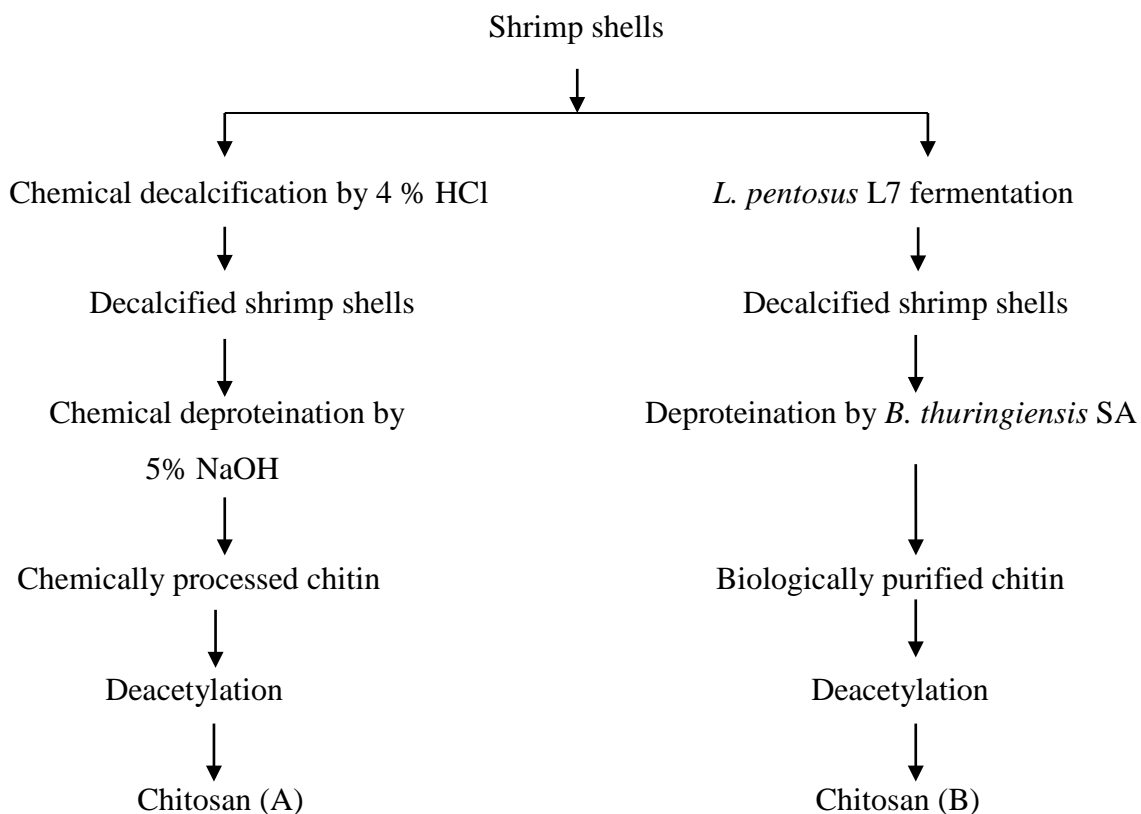 Shrimp shells
Chemical decalcification by 4 % HCl
L. pentosus L7 fermentation
Decalcified shrimp shells
Decalcified shrimp shells
Chemical deproteination by
5% NaOH
Deproteination by B. thuringiensis SA
Chemically processed chitin
Biologically purified chitin
Deacetylation
Deacetylation
Chitosan (A)
Chitosan (B)